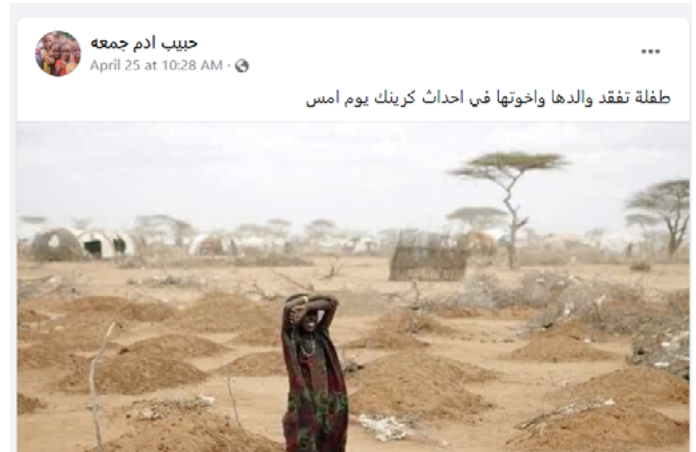 حبيب ادم جمعه
April 25 at 10:28 AM ·
طفلة تفقد والدها واخوتها في احداث كرينك يوم امس